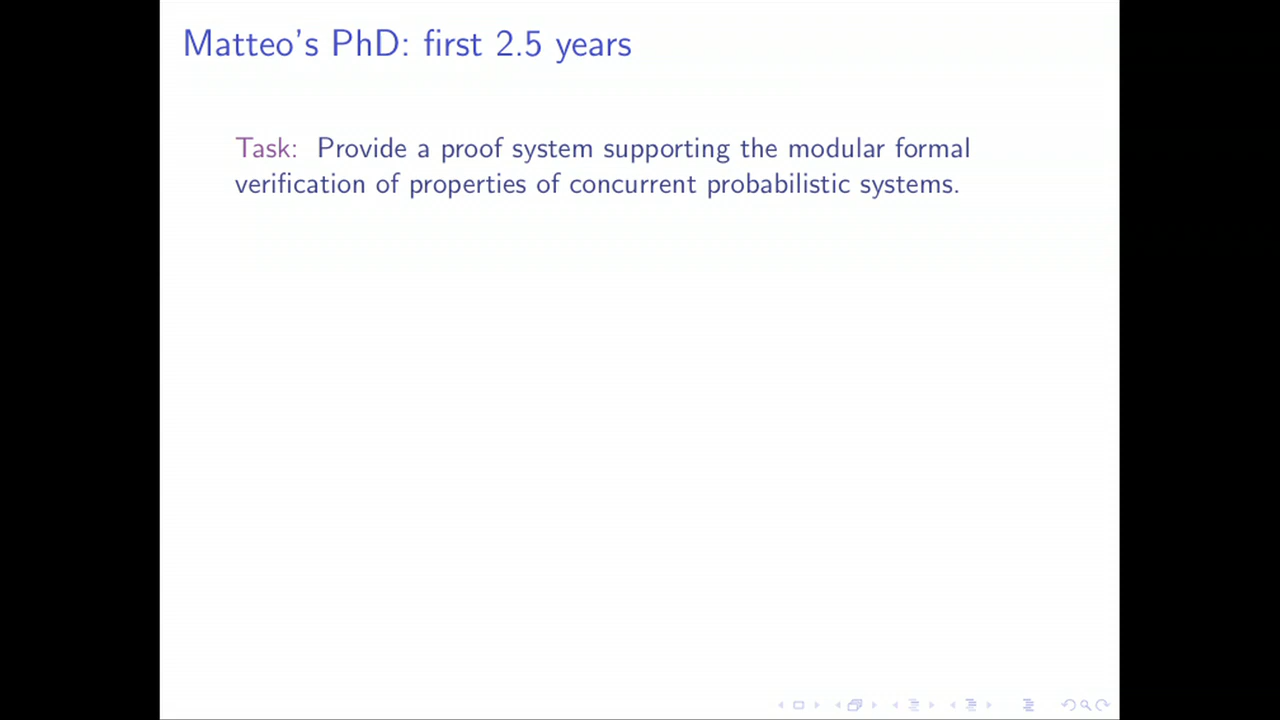 Matteo's PhD: first 2.5 years
Task: Provide a proof system supporting the modular formal
verification of properties of concurrent probabilistic systems.